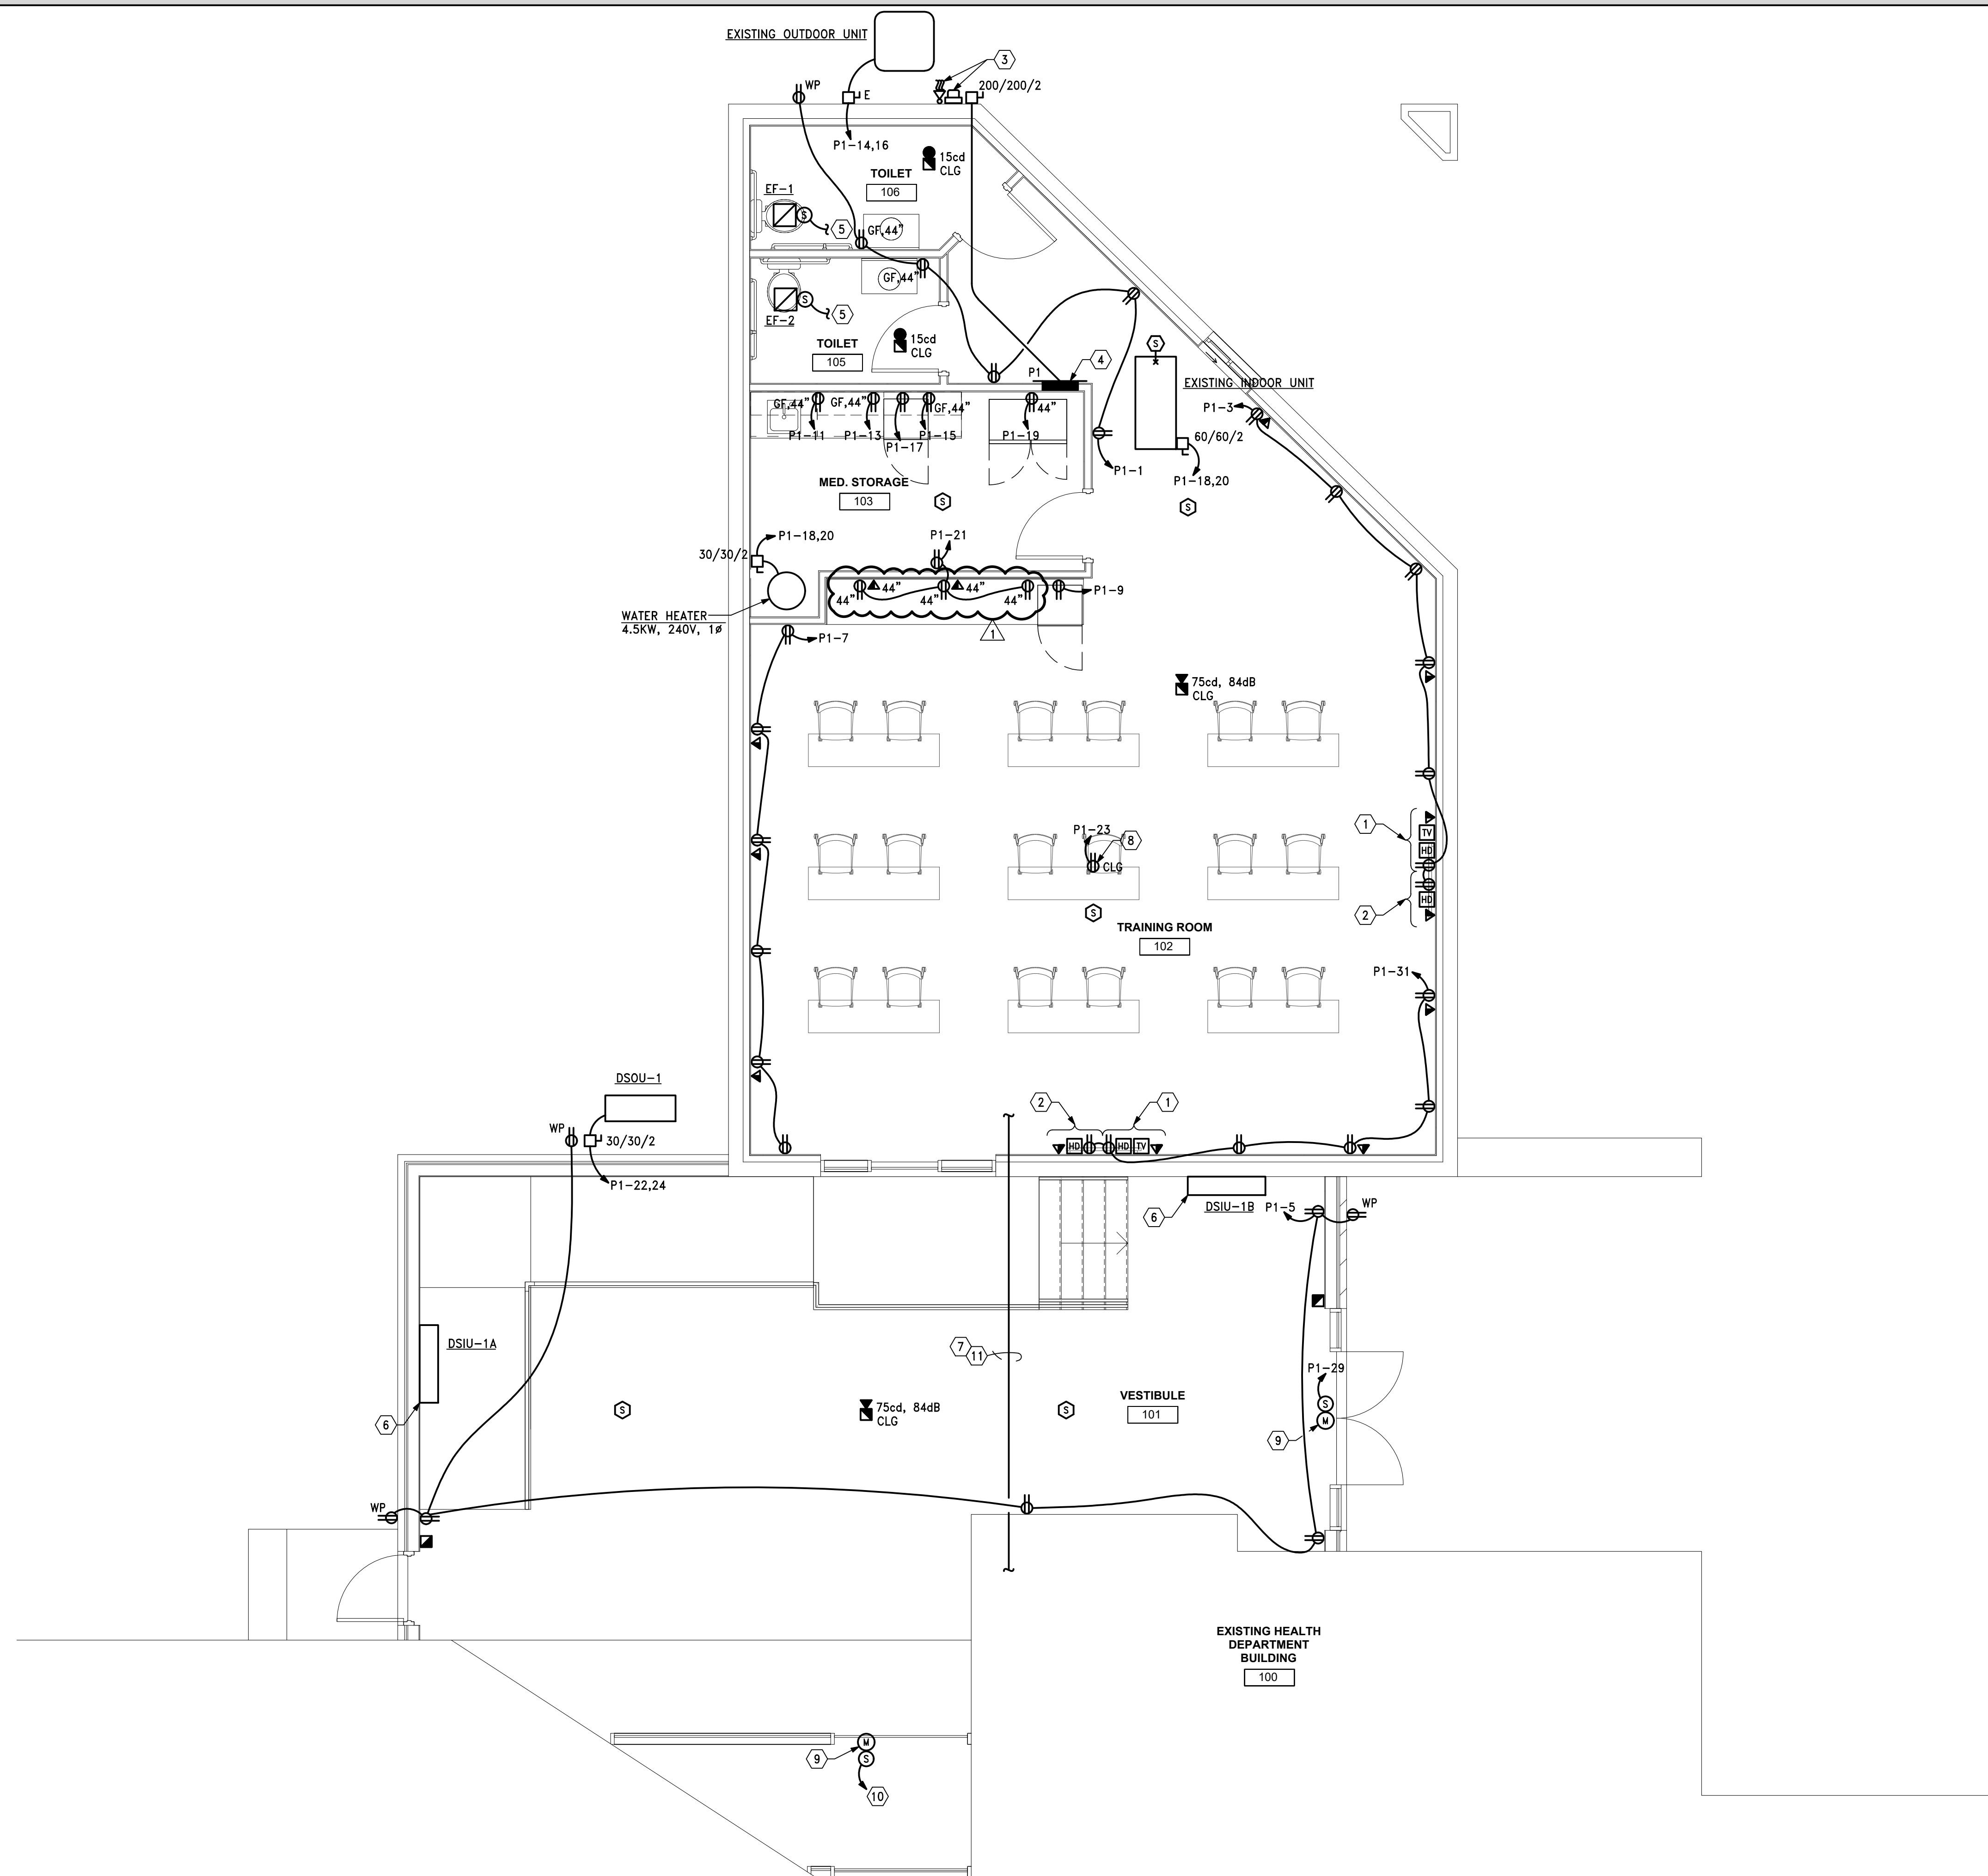 EXISTING OUTDOOR UNIT
3
WP
E
200/200/2
P1-14,16
15cd
CLG
TOILET
106
EF-1
S
5
GF,44"
GF,44"
EF-2
S
5
15cd
CLG
TOILET
105
P1
4
S
EXISTING INDOOR UNIT
P1-3
GF,44"
GF,44"
GF,44"
44"
P1-11
P1-13
P1-17
P1-15
P1-19
60/60/2
P1-1
P1-18,20
MED. STORAGE
103
S
S
P1-18,20
P1-21
30/30/2
44"
44"
44"
44"
44"
P1-9
WATER HEATER
4.5KW, 240V, 1ø
P1-7
1
75cd, 84dB
CLG
P1-23
8
CLG
1
TV
HD
2
HD
S
TRAINING ROOM
102
P1-31
DSOU-1
2
1
HD
HD
TV
WP
30/30/2
P1-22,24
6
DSIU-1B
P1-5
WP
DSIU-1A
7
11
P1-29
S
M
9
6
S
75cd, 84dB
CLG
S
VESTIBULE
101
WP
EXISTING HEALTH
DEPARTMENT
BUILDING
100
9
M
S
10